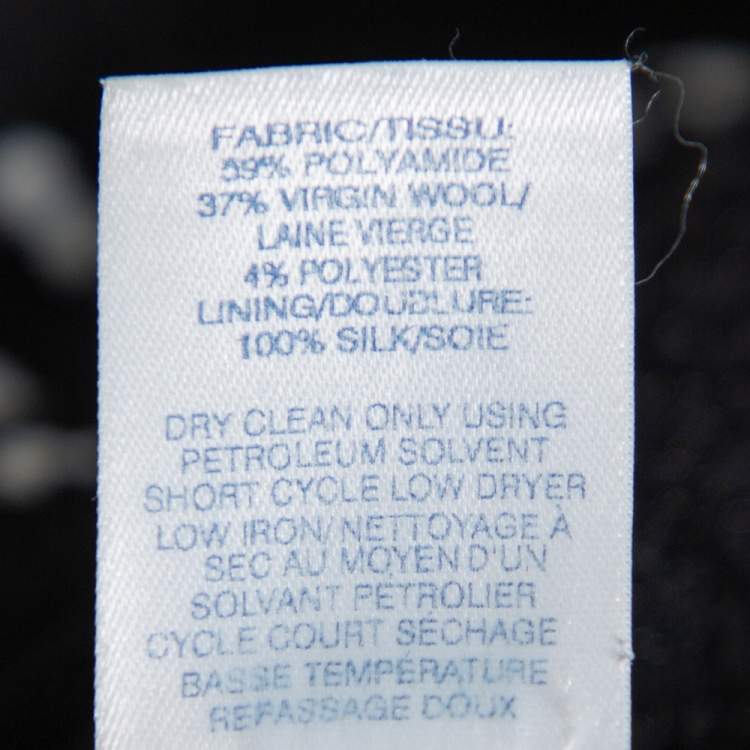 FABRIC/TISSU:
59% POLYAMIDE
37% VIRGIN WOOL/
LAINE VIERGE
4% POLYESTER
LINING/DOUBLURE:
100% SILK/SOIE
DRY CLEAN ONLY USING
PETROLEUM SOLVENT
SHORT CYCLE LOW DRYER
LOW IRON/NETTOYAGE À
SEC AU MOYEN D'UN
SOLVANT PETROLIER
CYCLE COURT SÉCHAGE
BASSE TEMPÉRATURE
REPASSAGE DOUX